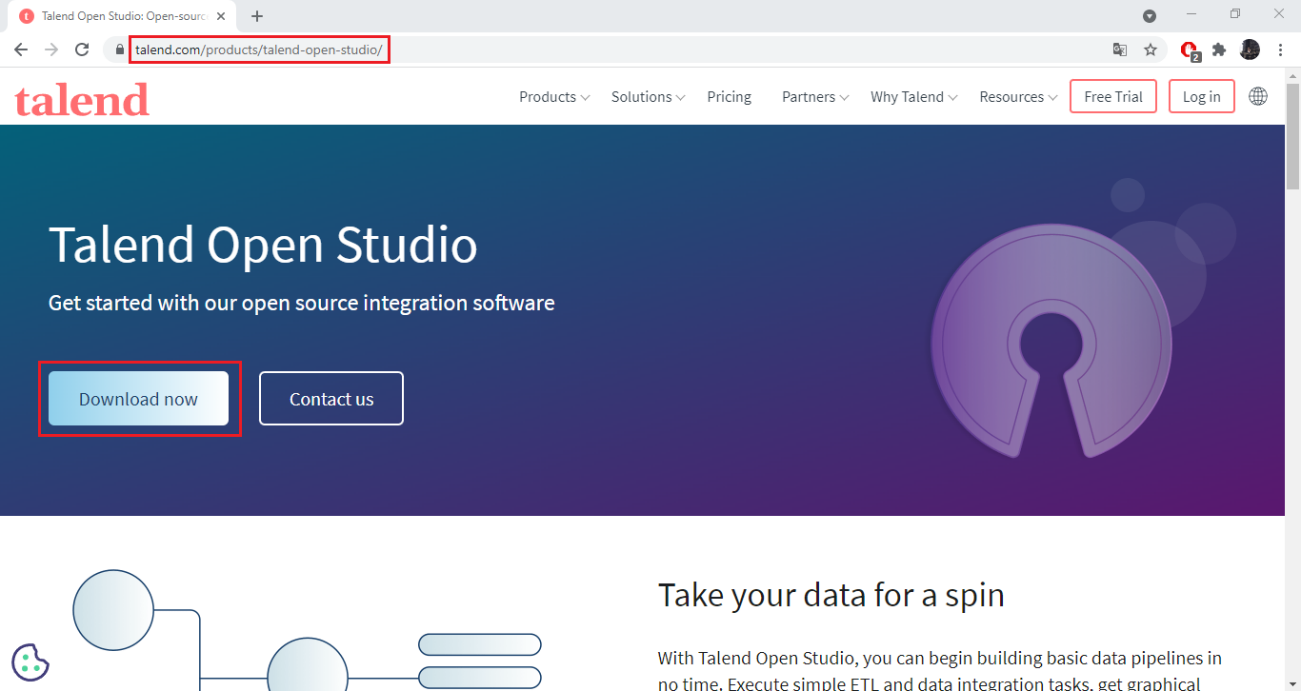 Talend Open Studio: Open-sourc
talend.com/products/talend-open-studio/
2
talend
Products Solutions Pricing Partners Why Talend Resources Free Trial Log in
Talend Open Studio
Get started with our open source integration software
Download now Contact us
Take your data for a spin
With Talend Open Studio, you can begin building basic data pipelines in
no time. Execute simple ETL and data integration tasks, get graphical